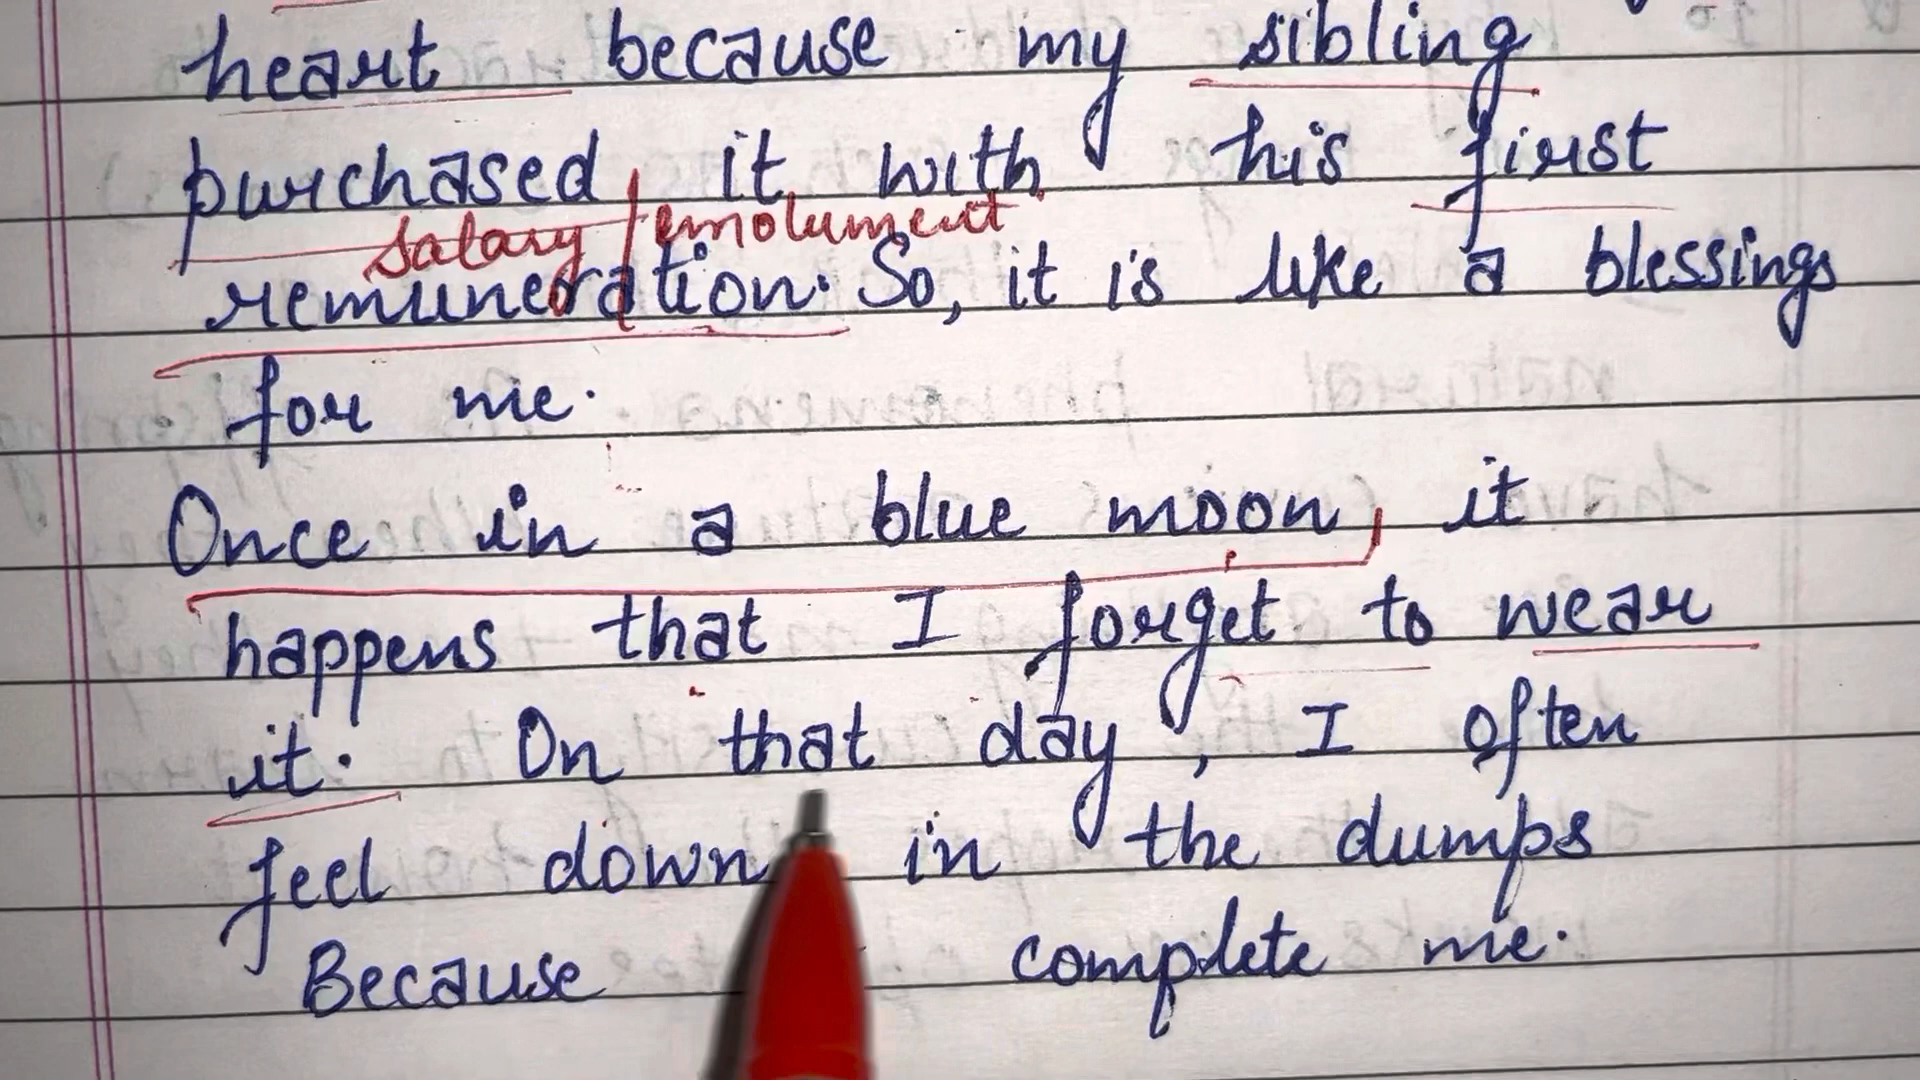 heart because my sibling
purchased it with his first
salary / emolument
remuneration. So, it is like a blessings
for me.
Once in a blue moon, it
happens that I forget to wear
it. On that day, I often
feel down in the dumps
Because complete me.